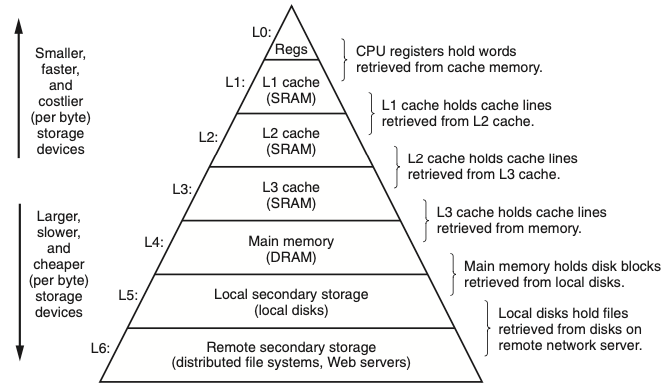 L0:
Regs
CPU registers hold words
retrieved from cache memory.
Smaller,
faster,
and
costlier
(per byte)
storage
devices
L1:
L1 cache
(SRAM)
L1 cache holds cache lines
retrieved from L2 cache.
L2:
L2 cache
(SRAM)
L2 cache holds cache lines
retrieved from L3 cache.
L3:
L3 cache
(SRAM)
L3 cache holds cache lines
retrieved from memory.
Larger,
slower,
and
cheaper
(per byte)
storage
devices
L4:
Main memory
(DRAM)
Main memory holds disk blocks
retrieved from local disks.
L5:
Local secondary storage
(local disks)
Local disks hold files
retrieved from disks on
remote network server.
L6:
Remote secondary storage
(distributed file systems, Web servers)